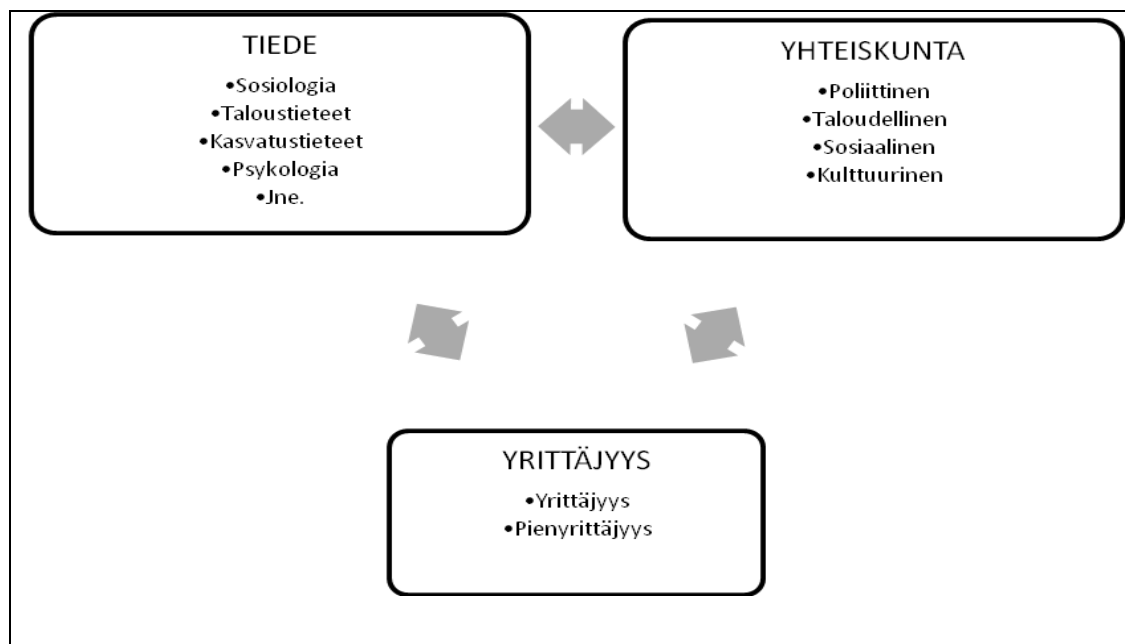 TIEDE
•Sosiologia
•Taloustieteet
•Kasvatustieteet
•Psykologia
•Jne.
YHTEISKUNTA
•Poliittinen
•Taloudellinen
•Sosiaalinen
•Kulttuurinen
YRITTÄJYYS
•Yrittäjyys
•Pienyrittäjyys